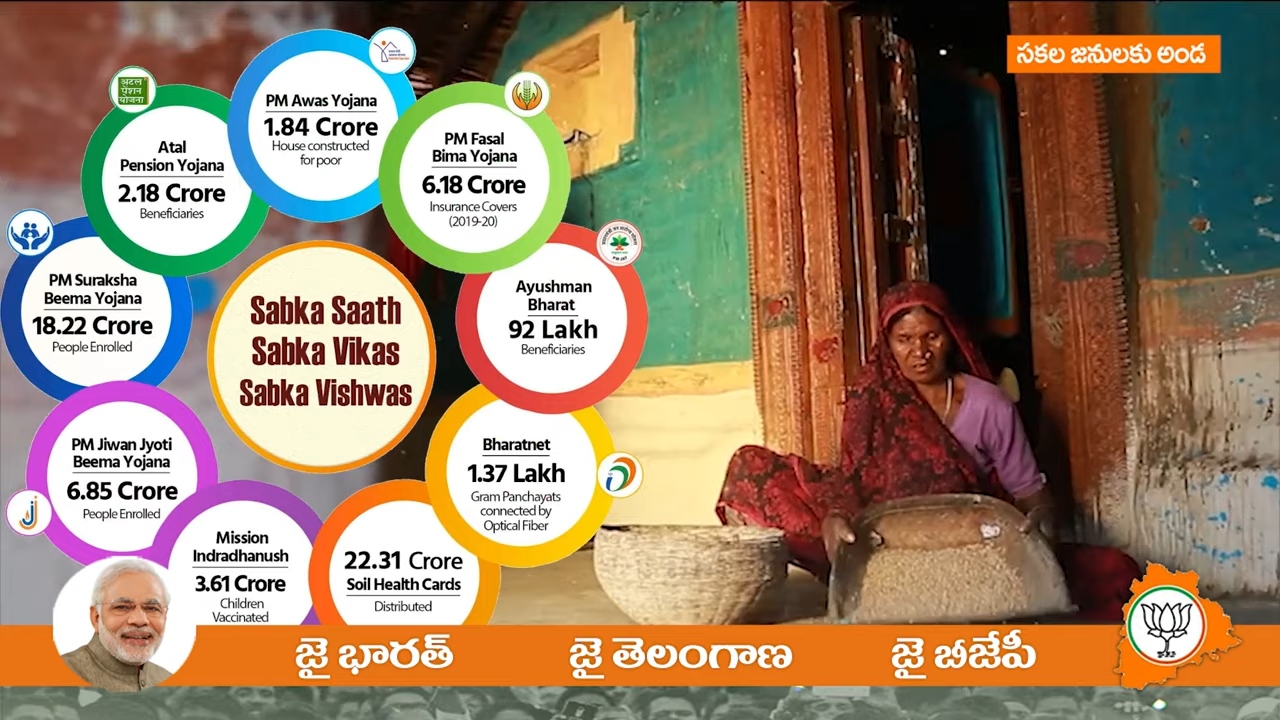 సకల జనులకు అండ
PM Awas Yojana
1.84 Crore
House constructed
for poor
अटल
पेंशन
योजना
Atal
Pension Yojana
2.18 Crore
Beneficiaries
PM Fasal
Bima Yojana
6.18 Crore
Insurance Covers
(2019-20)
PM Suraksha
Beema Yojana
18.22 Crore
People Enrolled
Sabka Saath
Sabka Vikas
Sabka Vishwas
Ayushman
Bharat
92 Lakh
Beneficiaries
PM Jiwan Jyoti
Beema Yojana
6.85 Crore
People Enrolled
Bharatnet
1.37 Lakh
Gram Panchayats
connected by
Optical Fiber
Mission
Indradhanush
3.61 Crore
Children
Vaccinated
22.31 Crore
Soil Health Cards
Distributed
జై భారత్ జై తెలంగాణ జై బీజేపీ